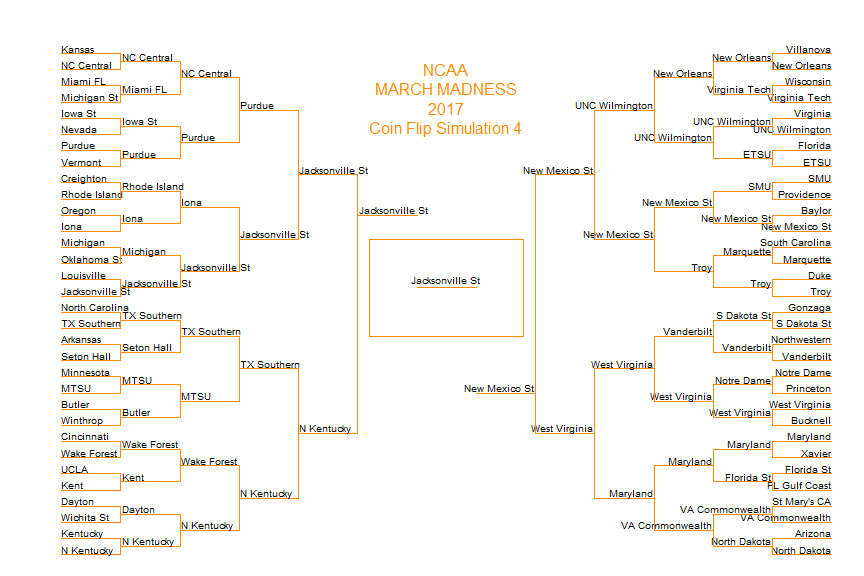 NCAA
MARCH MADNESS
2017
Coin Flip Simulation 4
Kansas
NC Central
Miami FL
Michigan St
Iowa St
Nevada
Purdue
Vermont
Creighton
Rhode Island
Oregon
Iona
Michigan
Oklahoma St
Louisville
Jacksonville St
North Carolina
TX Southern
Arkansas
Seton Hall
Minnesota
MTSU
Butler
Winthrop
Cincinnati
Wake Forest
UCLA
Kent
Dayton
Wichita St
Kentucky
N Kentucky
NC Central
Miami FL
Iowa St
Purdue
Rhode Island
Iona
Michigan
Jacksonville St
TX Southern
Seton Hall
MTSU
Butler
Wake Forest
Kent
Dayton
N Kentucky
NC Central
Purdue
Iona
Jacksonville St
TX Southern
MTSU
Wake Forest
N Kentucky
Purdue
Jacksonville St
TX Southern
N Kentucky
Jacksonville St
N Kentucky
Jacksonville St
Jacksonville St
New Mexico St
New Mexico St
West Virginia
UNC Wilmington
New Mexico St
West Virginia
Maryland
New Orleans
UNC Wilmington
New Mexico St
Troy
Vanderbilt
West Virginia
Maryland
VA Commonwealth
New Orleans
Virginia Tech
UNC Wilmington
ETSU
SMU
New Mexico St
Marquette
Troy
S Dakota St
Vanderbilt
Notre Dame
West Virginia
Maryland
Florida St
VA Commonwealth
North Dakota
Villanova
New Orleans
Wisconsin
Virginia Tech
Virginia
UNC Wilmington
Florida
ETSU
SMU
Providence
Baylor
New Mexico St
South Carolina
Marquette
Duke
Troy
Gonzaga
S Dakota St
Northwestern
Vanderbilt
Notre Dame
Princeton
West Virginia
Bucknell
Maryland
Xavier
Florida St
FL Gulf Coast
St Mary's CA
VA Commonwealth
Arizona
North Dakota